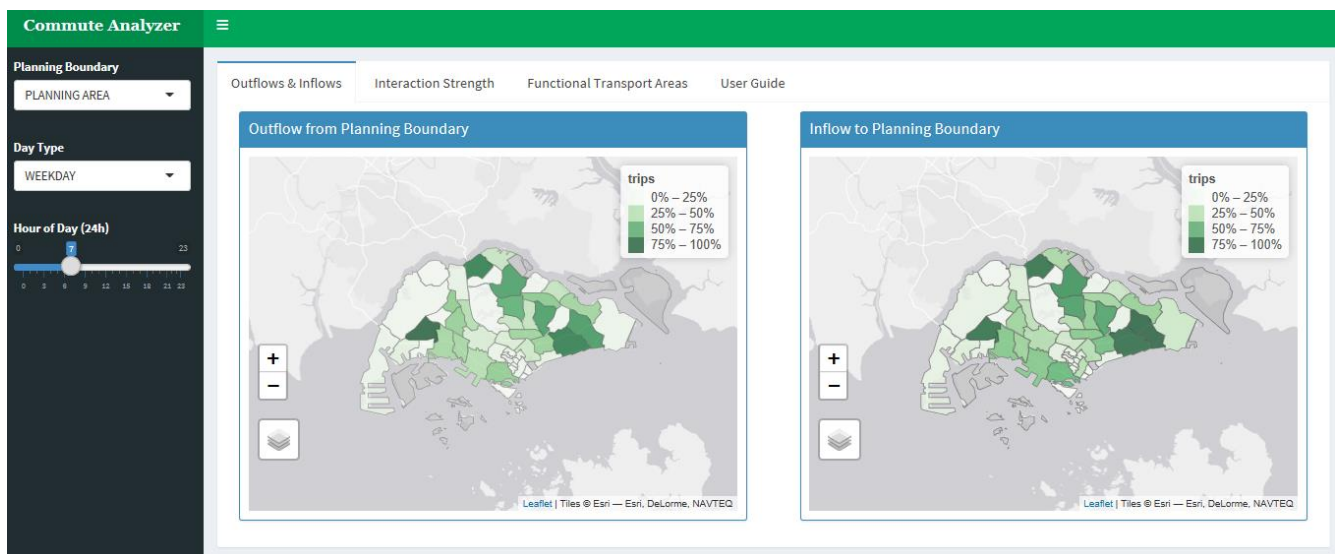 Commute Analyzer
Planning Boundary
PLANNING AREA
Day Type
WEEKDAY
Hour of Day (24h)
0 7 23
0 3 6 9 12 15 18 21 23
Outflows & Inflows Interaction Strength Functional Transport Areas User Guide
Outflow from Planning Boundary
trips
0% – 25%
25% – 50%
50% – 75%
75% – 100%
+
−
Leaflet | Tiles © Esri — Esri, DeLorme, NAVTEQ
Inflow to Planning Boundary
trips
0% – 25%
25% – 50%
50% – 75%
75% – 100%
+
−
Leaflet | Tiles © Esri — Esri, DeLorme, NAVTEQ